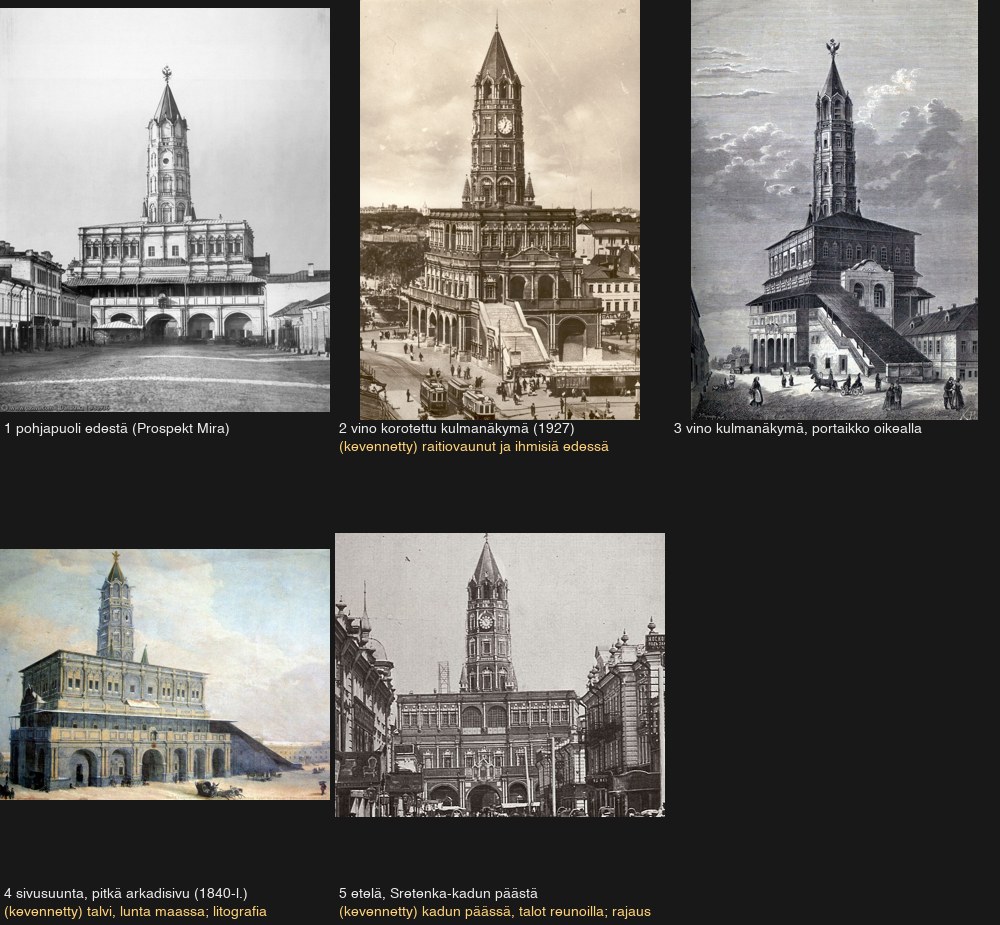 1 pohjapuoli edestä (Prospekt Mira)
2 vino korotettu kulmanäkymä (1927)
(kevennetty) raitiovaunut ja ihmisiä edessä
3 vino kulmanäkymä, portaikko oikealla
4 sivusuunta, pitkä arkadisivu (1840-l.)
(kevennetty) talvi, lunta maassa; litografia
5 etelä, Sretenka-kadun päästä
(kevennetty) kadun päässä, talot reunoilla; rajaus